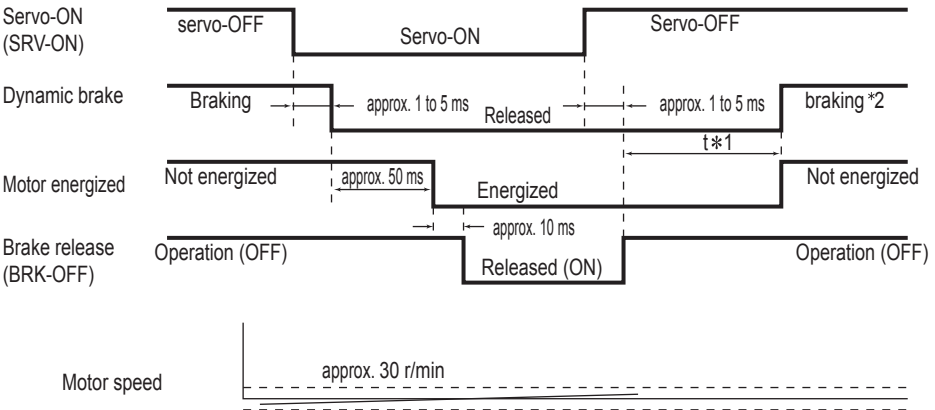 Servo-ON
(SRV-ON)
servo-OFF
Servo-ON
Servo-OFF
Dynamic brake
Braking
approx. 1 to 5 ms
Released
approx. 1 to 5 ms
braking *2
t*1
Motor energized
Not energized
approx. 50 ms
Energized
Not energized
approx. 10 ms
Brake release
(BRK-OFF)
Operation (OFF)
Released (ON)
Operation (OFF)
Motor speed
approx. 30 r/min